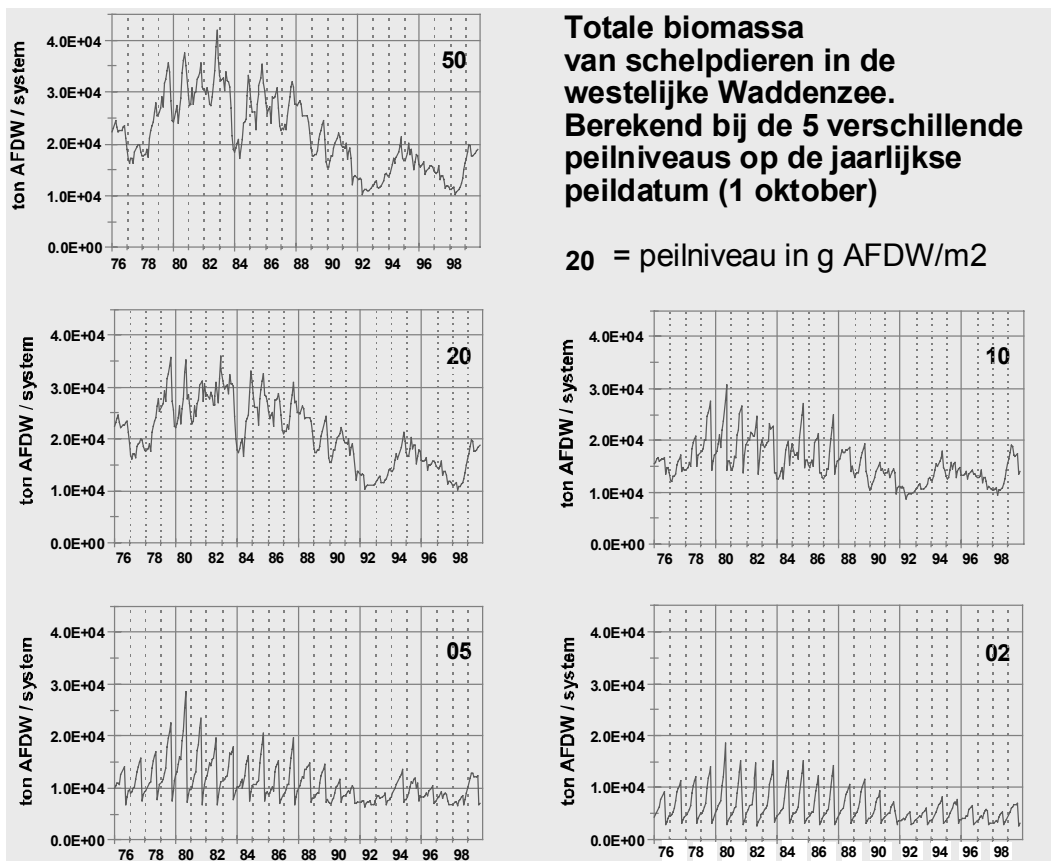 50
ton AFDW / system
4.0E+04
3.0E+04
2.0E+04
1.0E+04
0.0E+00
76 78 80 82 84 86 88 90 92 94 96 98
Totale biomassa
van schelpdieren in de
westelijke Waddenzee.
Berekend bij de 5 verschillende
peilniveaus op de jaarlijkse
peildatum (1 oktober)
20 = peilniveau in g AFDW/m2
20
ton AFDW / system
4.0E+04
3.0E+04
2.0E+04
1.0E+04
0.0E+00
76 78 80 82 84 86 88 90 92 94 96 98
10
ton AFDW / system
4.0E+04
3.0E+04
2.0E+04
1.0E+04
0.0E+00
76 78 80 82 84 86 88 90 92 94 96 98
05
ton AFDW / system
4.0E+04
3.0E+04
2.0E+04
1.0E+04
0.0E+00
76 78 80 82 84 86 88 90 92 94 96 98
02
ton AFDW / system
4.0E+04
3.0E+04
2.0E+04
1.0E+04
0.0E+00
76 78 80 82 84 86 88 90 92 94 96 98